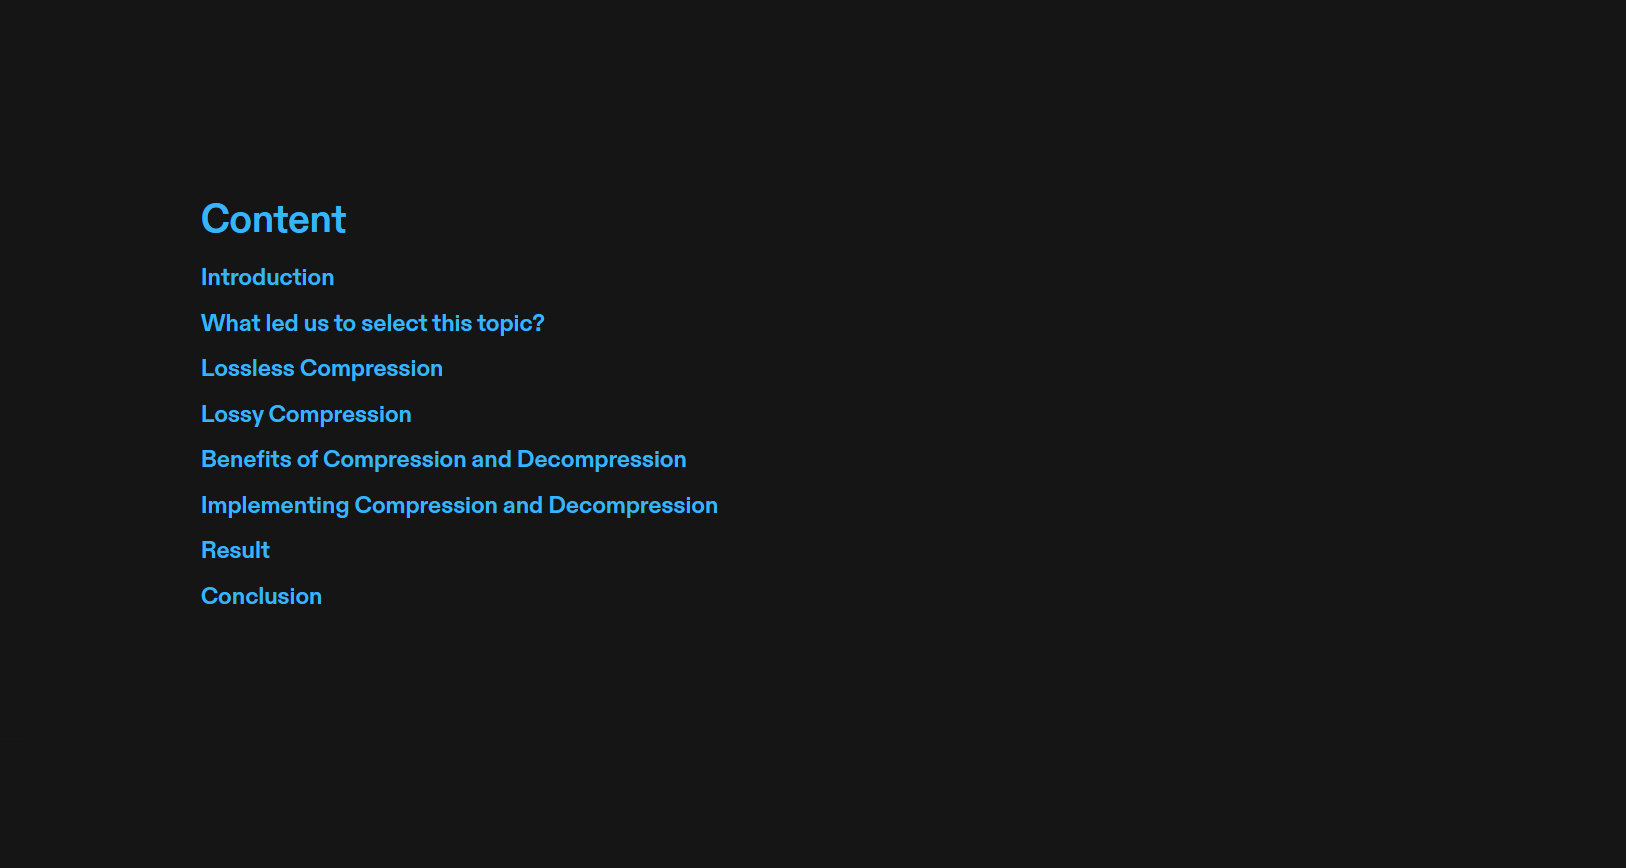 Content
Introduction
What led us to select this topic?
Lossless Compression
Lossy Compression
Benefits of Compression and Decompression
Implementing Compression and Decompression
Result
Conclusion